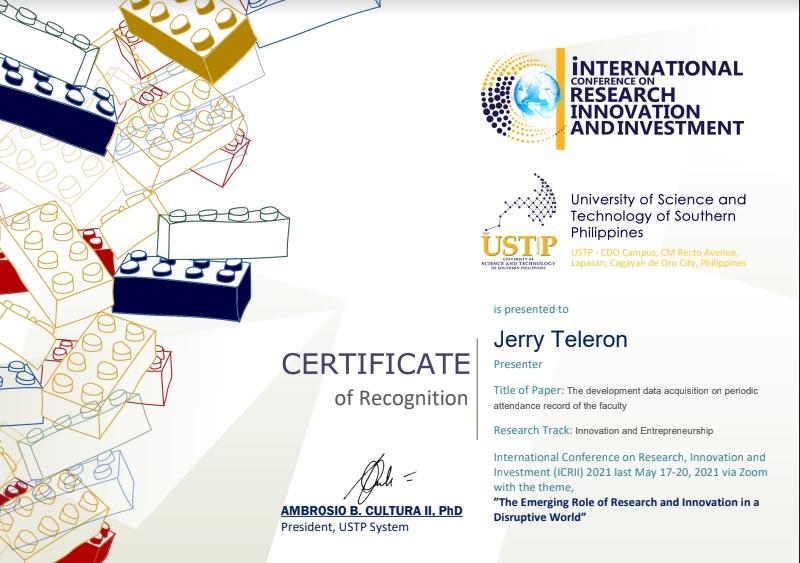 iNTERNATIONAL
CONFERENCE ON
RESEARCH
INNOVATION
AND INVESTMENT
University of Science and
Technology of Southern
Philippines
USTP
UNIVERSITY OF
SCIENCE AND TECHNOLOGY
OF SOUTHERN PHILIPPINES
USTP - CDO Campus, CM Recto Avenue,
Lapasan, Cagayan de Oro City, Philippines
is presented to
Jerry Teleron
Presenter
CERTIFICATE
of Recognition
Title of Paper: The development data acquisition on periodic
attendance record of the faculty
Research Track: Innovation and Entrepreneurship
International Conference on Research, Innovation and
Investment (ICRII) 2021 last May 17-20, 2021 via Zoom
with the theme,
”The Emerging Role of Research and Innovation in a
Disruptive World”
AMBROSIO B. CULTURA II, PhD
President, USTP System